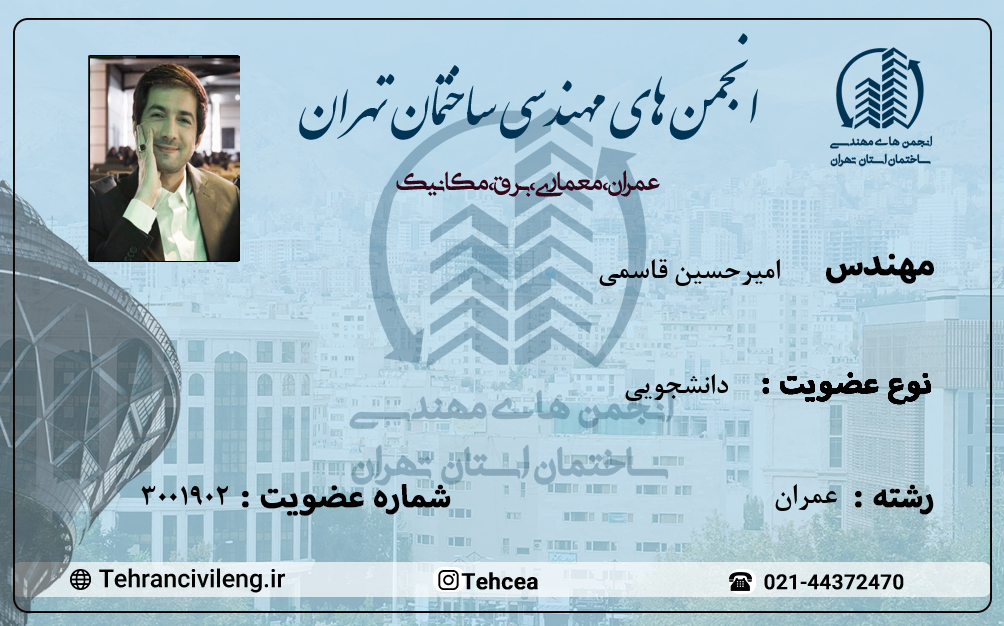 انجمن های مهندسی ساختمان تهران
انجمن های مهندسی
ساختمان استان تهران
عمران،معماری،برق،مکانیک
مهندس امیرحسین قاسمی
نوع عضویت : دانشجویی
انجمن های مهندسی
ساختمان استان تهران
رشته : عمران
شماره عضویت : ۳۰۰۱۹۰۲
Tehrancivileng.ir
Tehcea
021-44372470